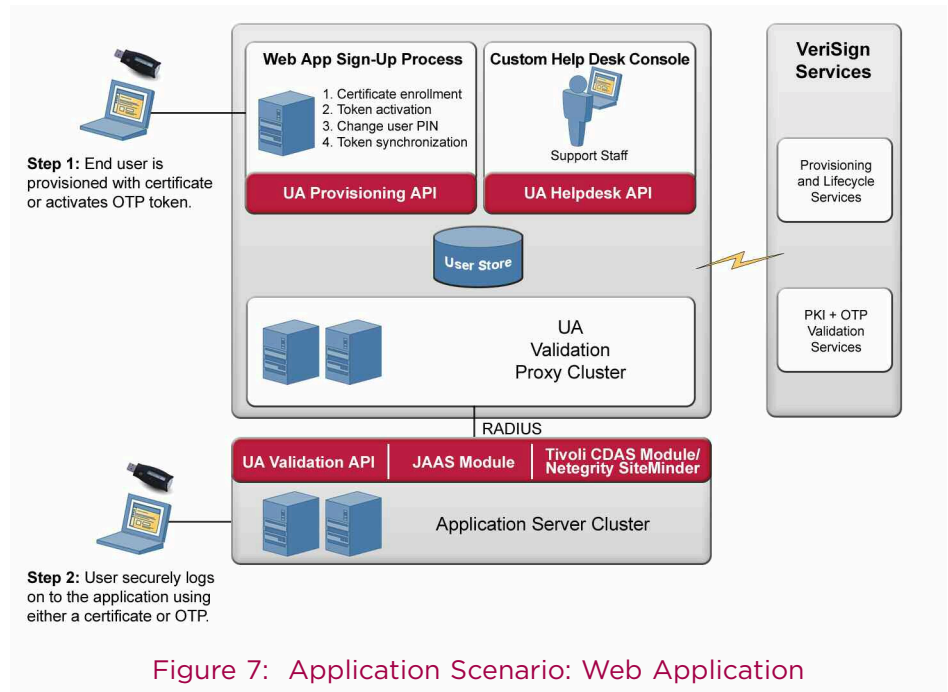 Web App Sign-Up Process
1. Certificate enrollment
2. Token activation
3. Change user PIN
4. Token synchronization
UA Provisioning API
Custom Help Desk Console
Support Staff
UA Helpdesk API
VeriSign
Services
Provisioning
and Lifecycle
Services
PKI + OTP
Validation
Services
Step 1: End user is
provisioned with certificate
or activates OTP token.
User Store
UA
Validation
Proxy Cluster
RADIUS
UA Validation API
JAAS Module
Tivoli CDAS Module/
Netegrity SiteMinder
Application Server Cluster
Step 2: User securely logs
on to the application using
either a certificate or OTP.
Figure 7: Application Scenario: Web Application